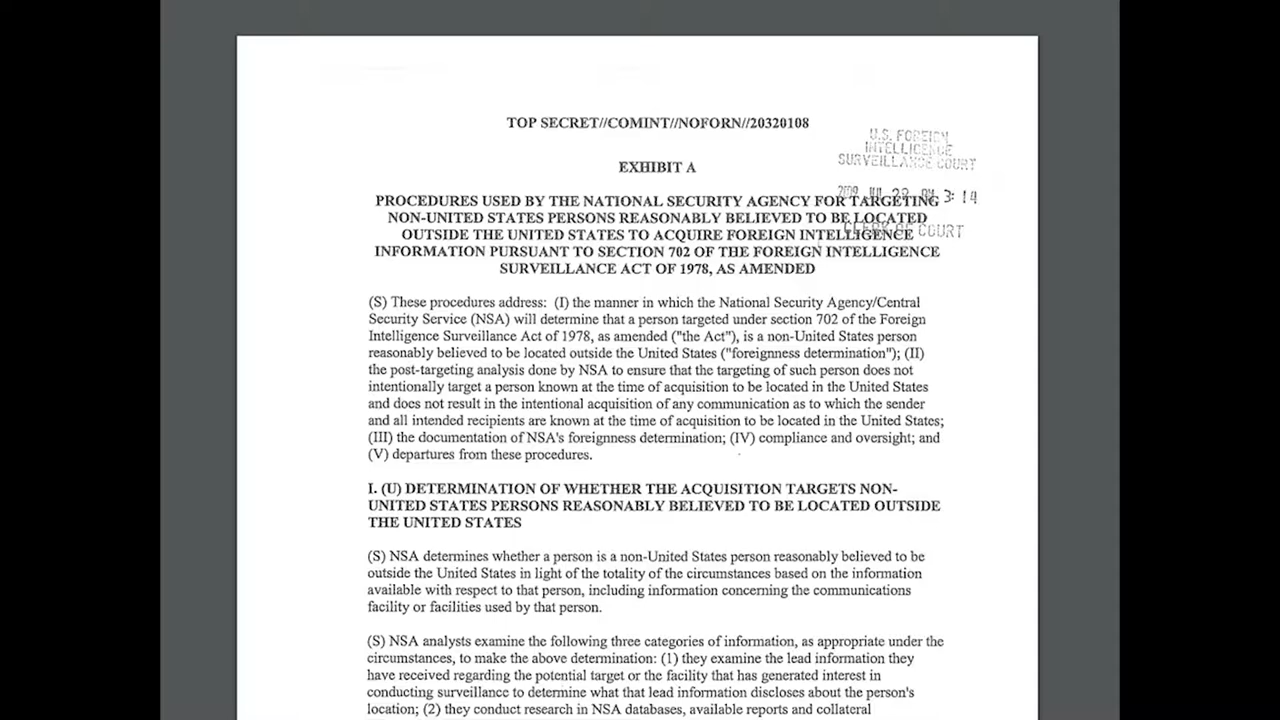 TOP SECRET//COMINT//NOFORN//20320108
U.S. FOREIGN
INTELLIGENCE
SURVEILLANCE COURT
EXHIBIT A
3:14
CLERK OF COURT
PROCEDURES USED BY THE NATIONAL SECURITY AGENCY FOR TARGETING
NON-UNITED STATES PERSONS REASONABLY BELIEVED TO BE LOCATED
OUTSIDE THE UNITED STATES TO ACQUIRE FOREIGN INTELLIGENCE
INFORMATION PURSUANT TO SECTION 702 OF THE FOREIGN INTELLIGENCE
SURVEILLANCE ACT OF 1978, AS AMENDED
(S) These procedures address: (I) the manner in which the National Security Agency/Central
Security Service (NSA) will determine that a person targeted under section 702 of the Foreign
Intelligence Surveillance Act of 1978, as amended ("the Act"), is a non-United States person
reasonably believed to be located outside the United States ("foreignness determination"); (II)
the post-targeting analysis done by NSA to ensure that the targeting of such person does not
intentionally target a person known at the time of acquisition to be located in the United States
and does not result in the intentional acquisition of any communication as to which the sender
and all intended recipients are known at the time of acquisition to be located in the United States;
(III) the documentation of NSA's foreignness determination; (IV) compliance and oversight; and
(V) departures from these procedures.
I. (U) DETERMINATION OF WHETHER THE ACQUISITION TARGETS NON-
UNITED STATES PERSONS REASONABLY BELIEVED TO BE LOCATED OUTSIDE
THE UNITED STATES
(S) NSA determines whether a person is a non-United States person reasonably believed to be
outside the United States in light of the totality of the circumstances based on the information
available with respect to that person, including information concerning the communications
facility or facilities used by that person.
(S) NSA analysts examine the following three categories of information, as appropriate under the
circumstances, to make the above determination: (1) they examine the lead information they
have received regarding the potential target or the facility that has generated interest in
conducting surveillance to determine what that lead information discloses about the person's
location; (2) they conduct research in NSA databases, available reports and collateral